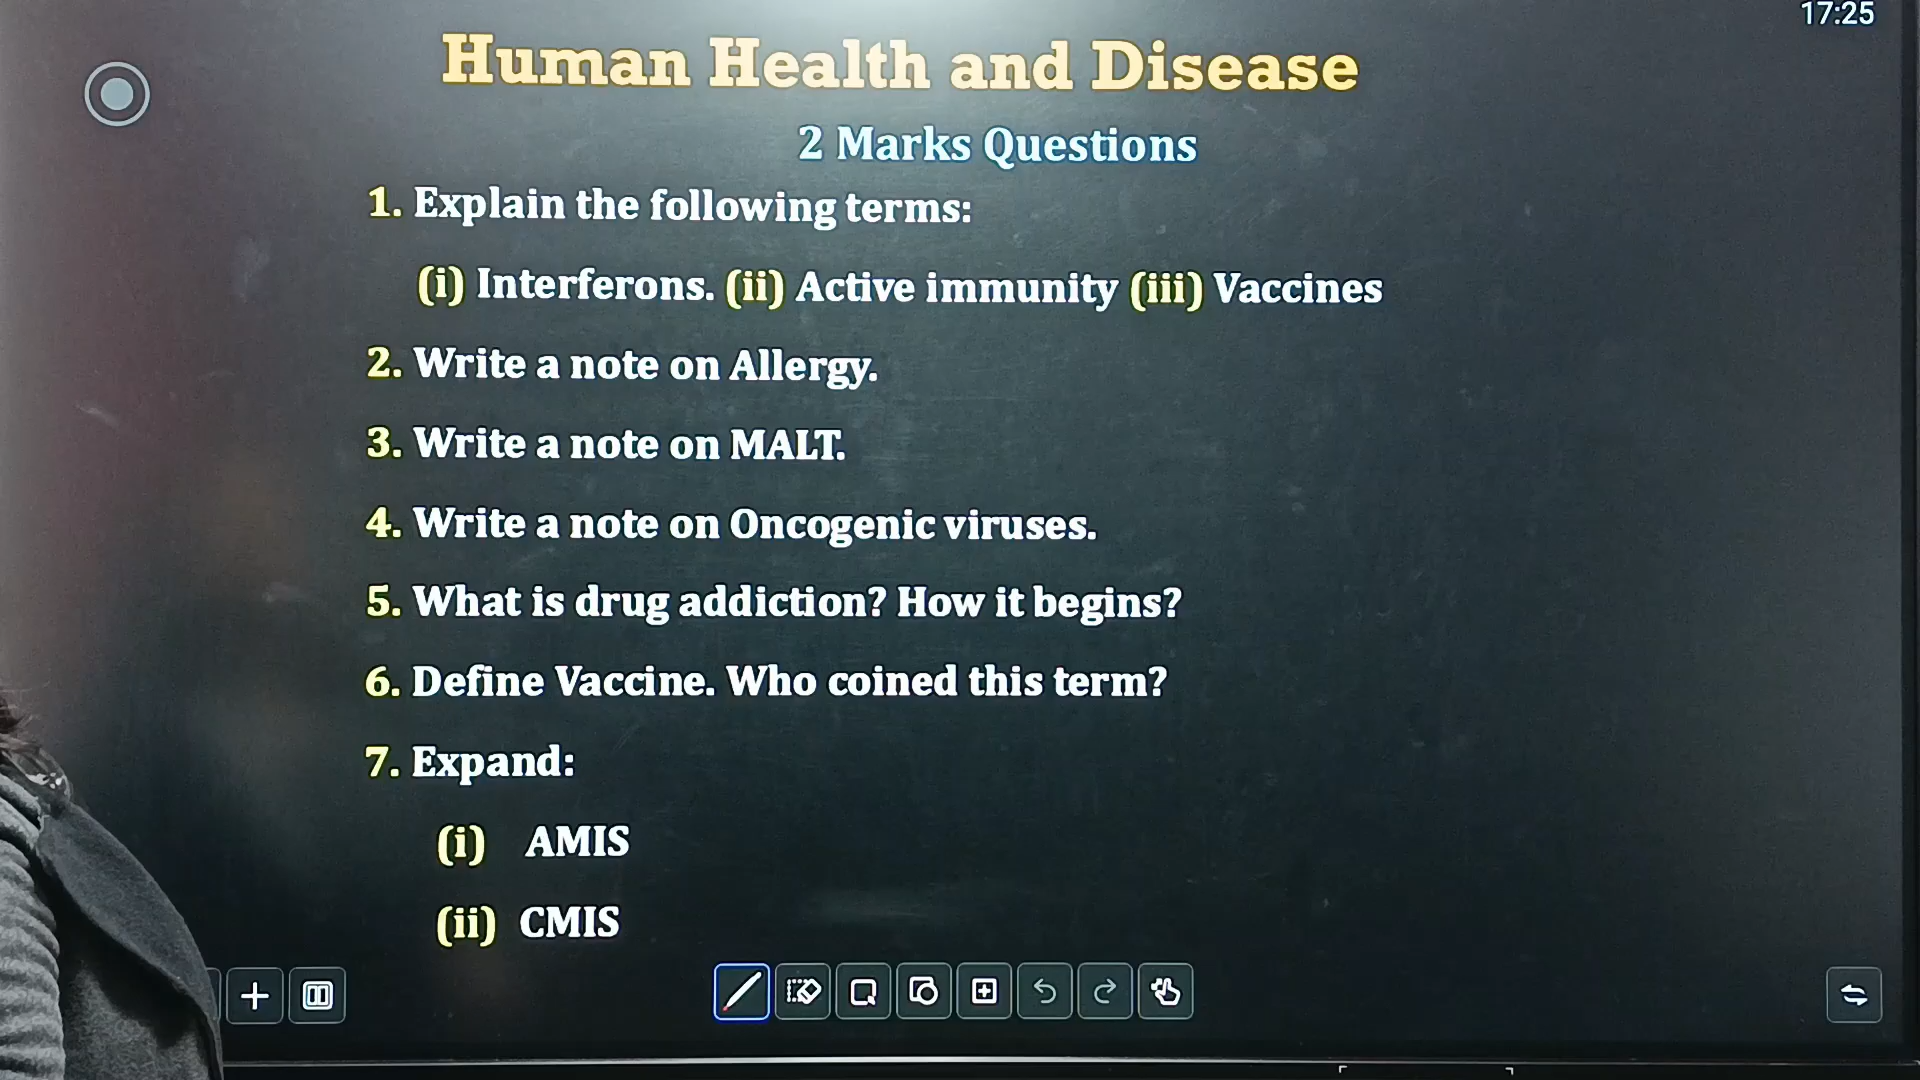 17:25
Human Health and Disease
2 Marks Questions
1. Explain the following terms:
(i) Interferons. (ii) Active immunity (iii) Vaccines
2. Write a note on Allergy.
3. Write a note on MALT.
4. Write a note on Oncogenic viruses.
5. What is drug addiction? How it begins?
6. Define Vaccine. Who coined this term?
7. Expand:
(i) AMIS
(ii) CMIS